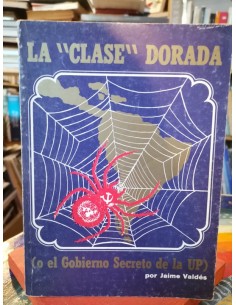 LA "CLASE" DORADA
(o el Gobierno Secreto de la UP)
por Jaime Valdés